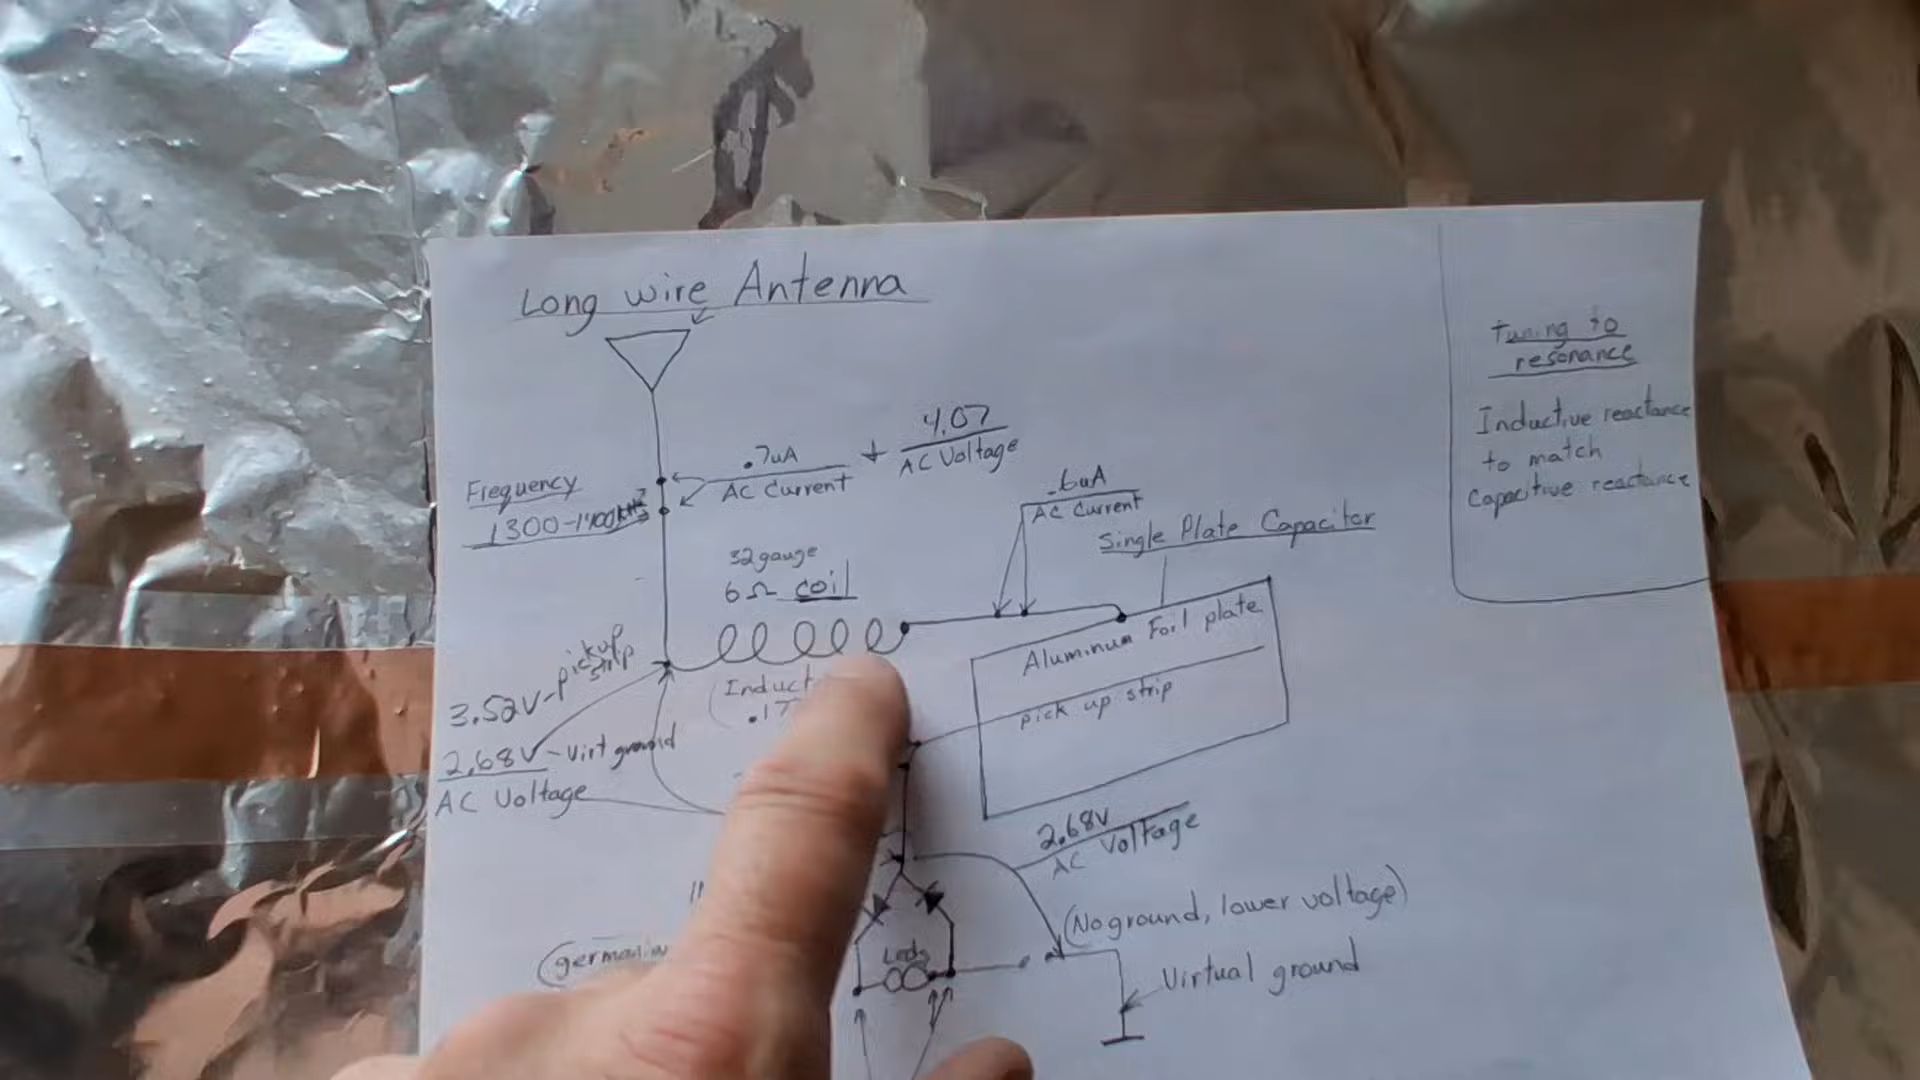 Long wire Antenna
tuning to
resonance
Inductive reactance
to match
Capacitive reactance
4.07
AC Voltage
.7uA
+
AC Current
Frequency
1300-1400kHz
.6uA
AC Current
Single Plate Capacitor
32gauge
6Ω coil
Aluminum Foil plate
pick up strip
3.52V-pickup
strip
Induct
.17
2.68V-Virt ground
AC Voltage
2.68V
AC Voltage
(No ground, lower voltage)
Virtual ground
Leds